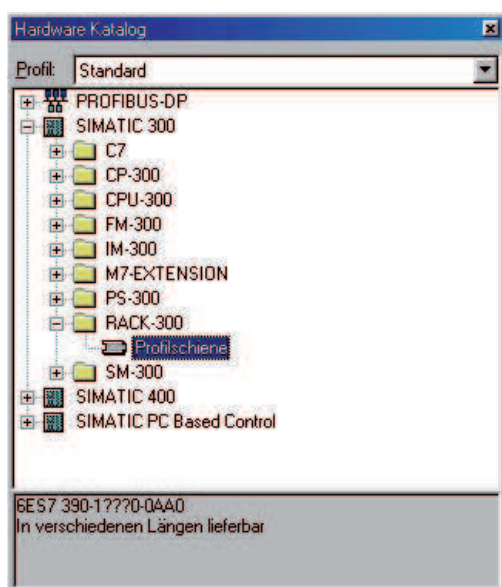 Hardware Katalog
Profil: Standard
PROFIBUS-DP
SIMATIC 300
C7
CP-300
CPU-300
FM-300
IM-300
M7-EXTENSION
PS-300
RACK-300
Profilschiene
SM-300
SIMATIC 400
SIMATIC PC Based Control
6ES7 390-1???0-0AA0
In verschiedenen Längen lieferbar